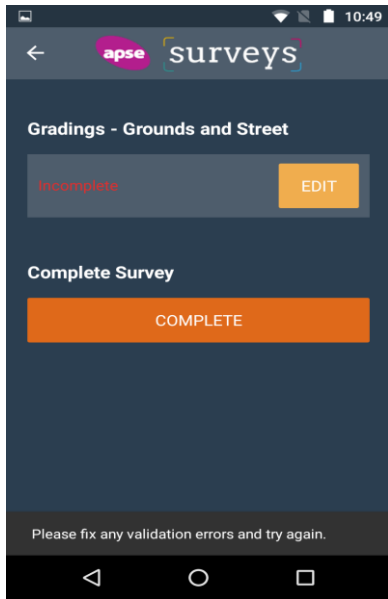 10:49
apse surveys
Gradings - Grounds and Street
Incomplete
EDIT
Complete Survey
COMPLETE
Please fix any validation errors and try again.